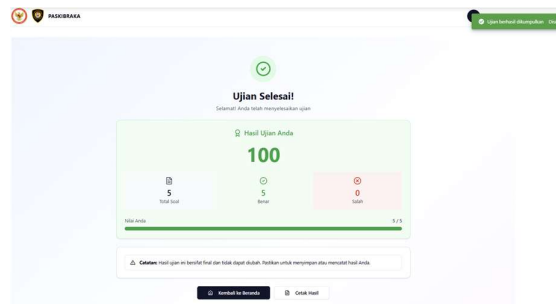 PASKIBRAKA
Ujian berhasil dikumpulkan
Ujian Selesai!
Selamat! Anda telah menyelesaikan ujian
Hasil Ujian Anda
100
5
Total Soal
5
Benar
0
Salah
Nilai Anda
5 / 5
Catatan: Hasil ujian ini bersifat final dan tidak dapat diubah. Pastikan untuk menyimpan atau mencatat hasil Anda.
Kembali ke Beranda
Cetak Hasil